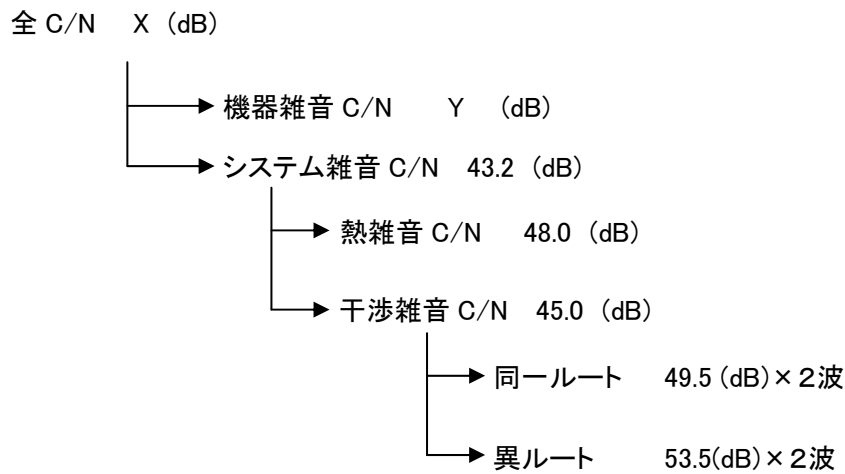 全 C/N X (dB)
機器雑音 C/N Y (dB)
システム雑音 C/N 43.2 (dB)
熱雑音 C/N 48.0 (dB)
干渉雑音 C/N 45.0 (dB)
同一ルート 49.5 (dB)×２波
異ルート 53.5(dB)×２波